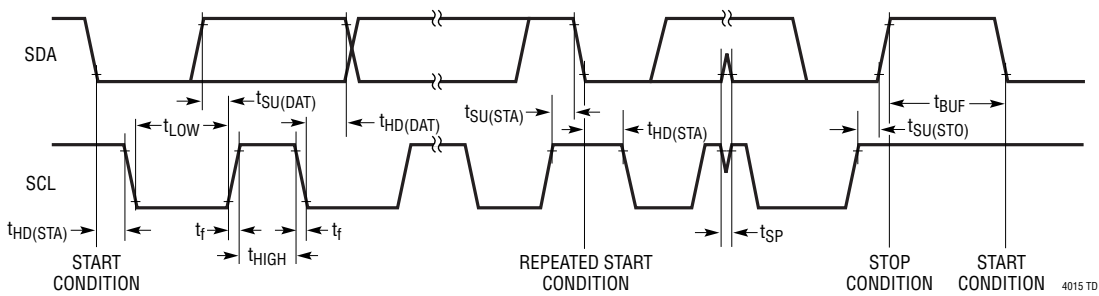 SDA
tSU(DAT)
tLOW
tHD(DAT)
tSU(STA)
tHD(STA)
tBUF
tSU(STO)
SCL
tHD(STA)
tf
tHIGH
tf
tSP
START
CONDITION
REPEATED START
CONDITION
STOP
CONDITION
START
CONDITION
4015 TD